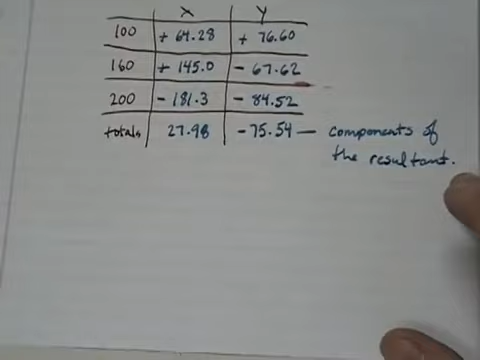 X Y
100 + 64.28 + 76.60
160 + 145.0 - 67.62
200 - 181.3 - 84.52
totals 27.98 - 75.54 — components of
the resultant.